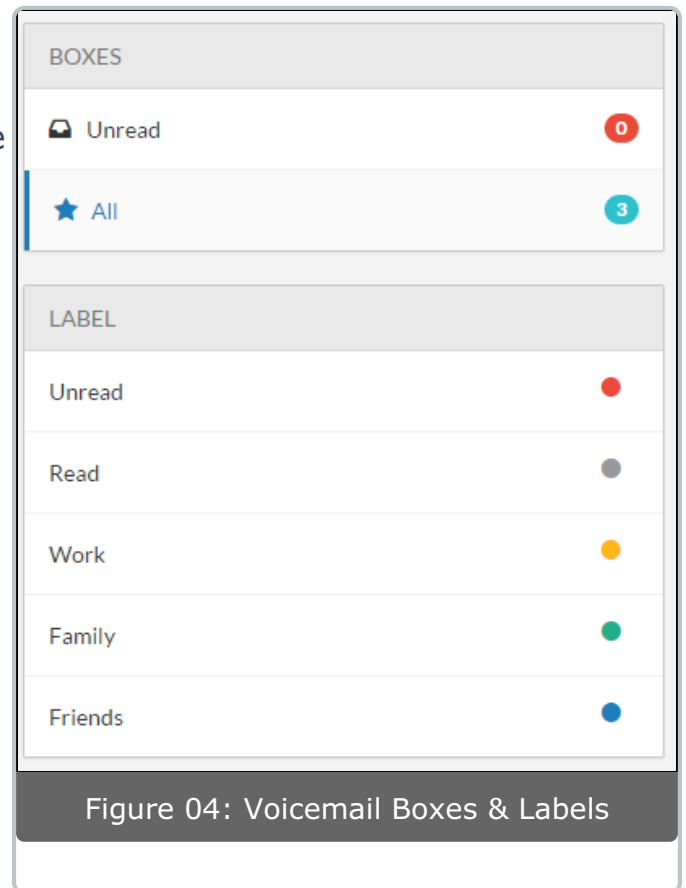 BOXES
Unread 0
All 3
LABEL
Unread
Read
Work
Family
Friends
Figure 04: Voicemail Boxes & Labels